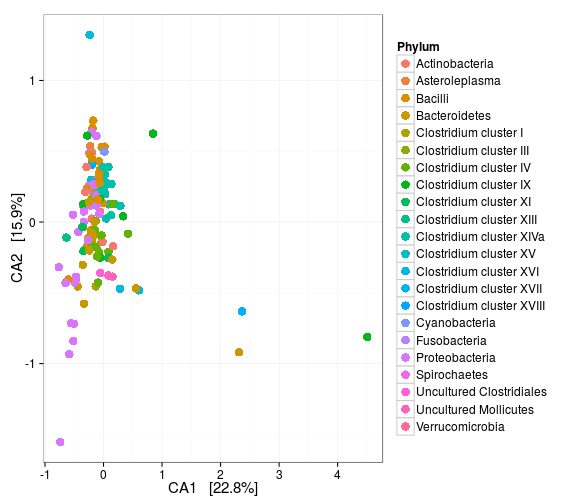 Phylum
Actinobacteria
Asteroleplasma
Bacilli
Bacteroidetes
Clostridium cluster I
Clostridium cluster III
Clostridium cluster IV
Clostridium cluster IX
Clostridium cluster XI
Clostridium cluster XIII
Clostridium cluster XIVa
Clostridium cluster XV
Clostridium cluster XVI
Clostridium cluster XVII
Clostridium cluster XVIII
Cyanobacteria
Fusobacteria
Proteobacteria
Spirochaetes
Uncultured Clostridiales
Uncultured Mollicutes
Verrucomicrobia
CA2 [15.9%]
1
0
-1
-1 0 1 2 3 4
CA1 [22.8%]